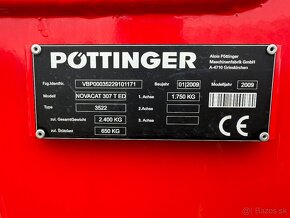 PÖTTINGER
Alois Pöttinger
Maschinenfabrik GmbH
A-4710 Grieskirchen
Fzg.Identnr. VBP00035229101171 Baujahr 01|2009 Modelljahr 2009
Model NOVACAT 307 T ED 1. Achse 1.750 KG
Type 3522 2. Achse
zul. Gesamtgewicht 2.400 KG 3. Achse
zul. Stützlast 650 KG
CE
bazos.sk